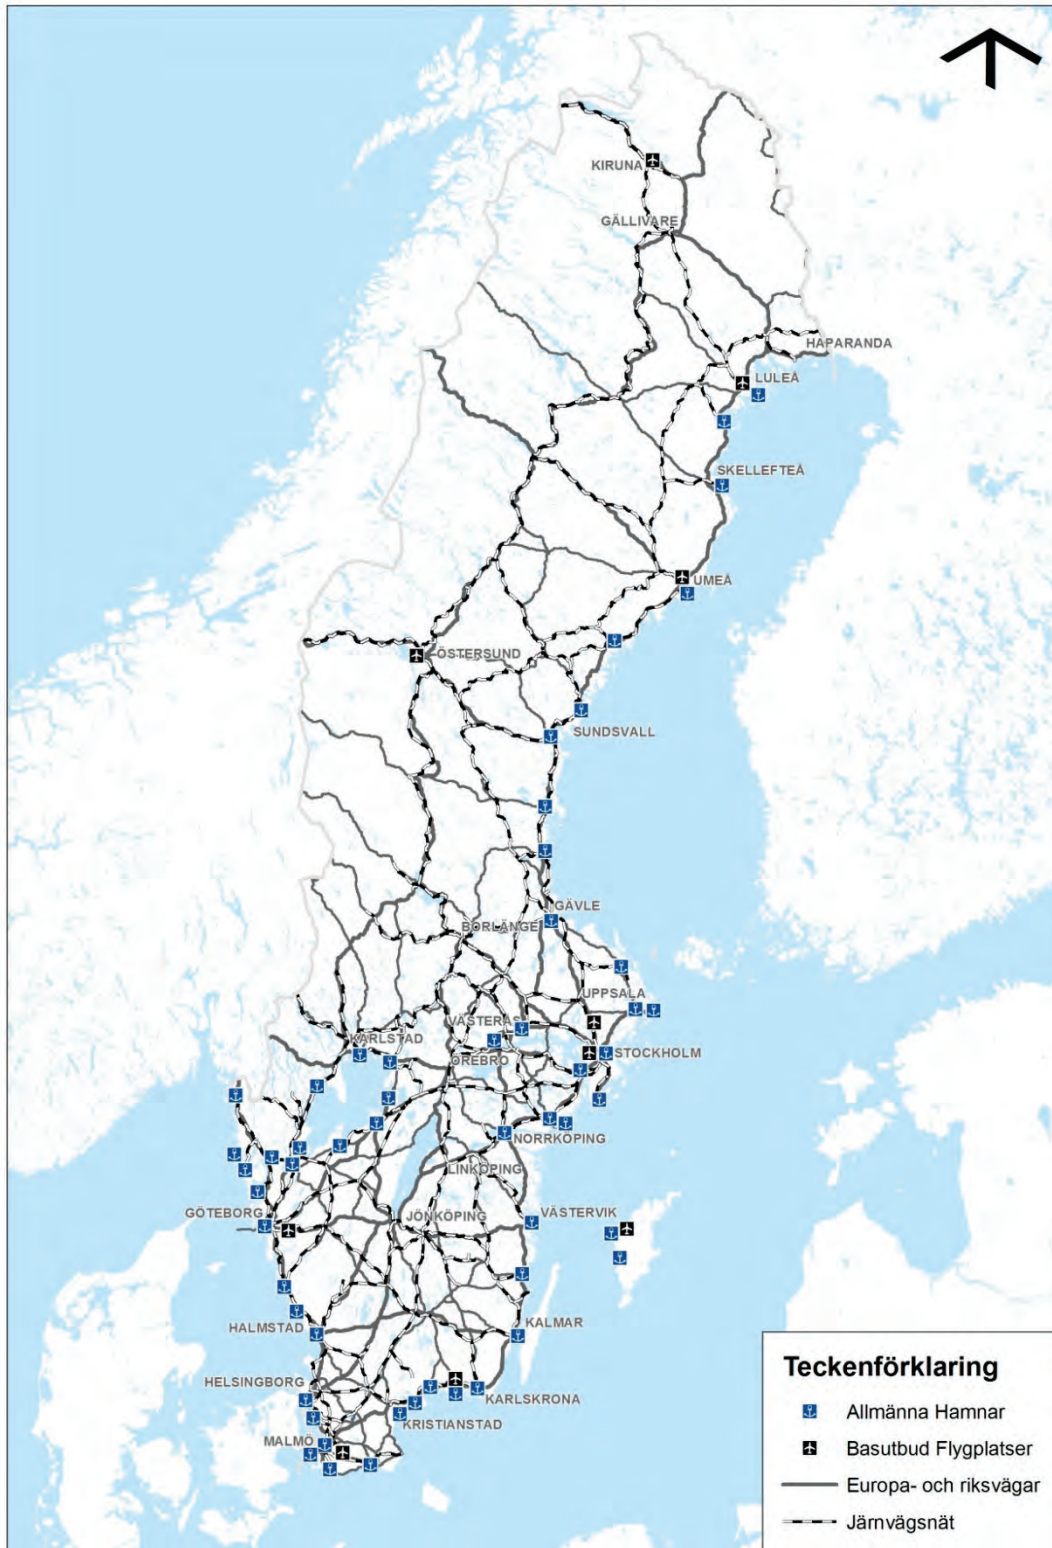 KIRUNA
GÄLLIVARE
HAPARANDA
LULEÅ
SKELLEFTEÅ
UMEÅ
ÖSTERSUND
SUNDSVALL
GÄVLE
BORLÄNGE
UPPSALA
VÄSTERÅS
KARLSTAD
STOCKHOLM
ÖREBRO
NORRKÖPING
LINKÖPING
GÖTEBORG
JÖNKÖPING
VÄSTERVIK
HALMSTAD
KALMAR
HELSINGBORG
KARLSKRONA
KRISTIANSTAD
MALMÖ
Teckenförklaring
Allmänna Hamnar
Basutbud Flygplatser
Europa- och riksvägar
Järnvägsnät